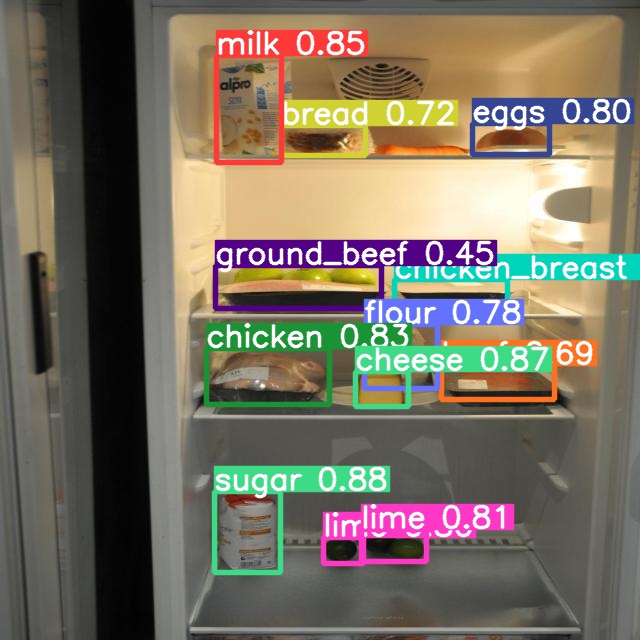 milk 0.85
alpro
bread 0.72
eggs 0.80
ground_beef 0.45
chicken_breast
flour 0.78
chicken 0.83
69
cheese 0.87
sugar 0.88
lime 0.81